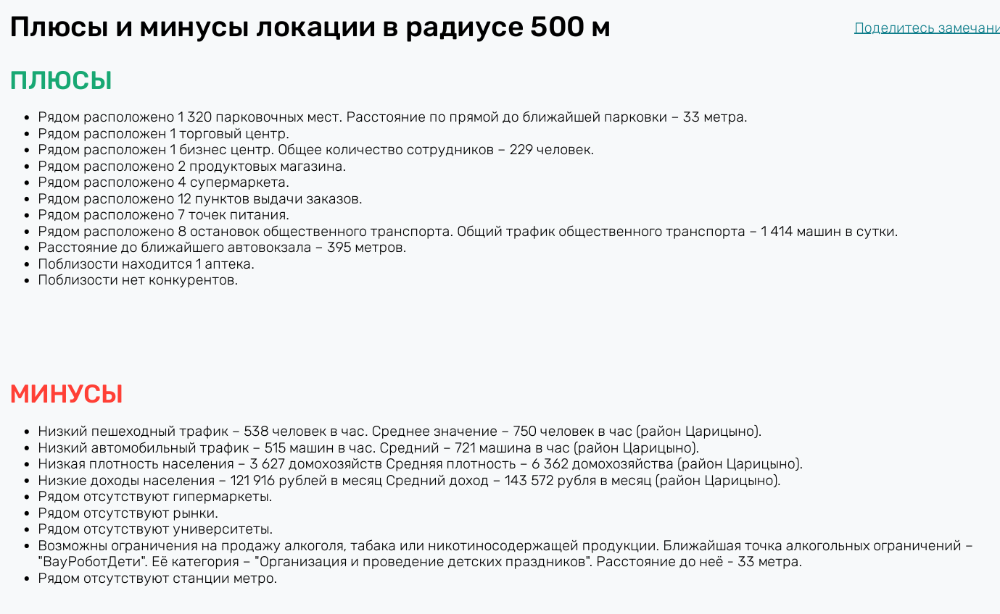 Плюсы и минусы локации в радиусе 500 м
Поделитесь
ПЛЮСЫ
• Рядом расположено 1 320 парковочных мест. Расстояние по прямой до ближайшей парковки – 33 метра.
• Рядом расположен 1 торговый центр.
• Рядом расположен 1 бизнес центр. Общее количество сотрудников – 229 человек.
• Рядом расположено 2 продуктовых магазина.
• Рядом расположено 4 супермаркета.
• Рядом расположено 12 пунктов выдачи заказов.
• Рядом расположено 7 точек питания.
• Рядом расположено 8 остановок общественного транспорта. Общий трафик общественного транспорта – 1 414 машин в сутки.
• Расстояние до ближайшего автовокзала – 395 метров.
• Поблизости находится 1 аптека.
• Поблизости нет конкурентов.
МИНУСЫ
• Низкий пешеходный трафик – 538 человек в час. Среднее значение – 750 человек в час (район Царицыно).
• Низкий автомобильный трафик – 515 машин в час. Средний – 721 машина в час (район Царицыно).
• Низкая плотность населения – 3 627 домохозяйств Средняя плотность – 6 362 домохозяйства (район Царицыно).
• Низкие доходы населения – 121 916 рублей в месяц Средний доход – 143 572 рубля в месяц (район Царицыно).
• Рядом отсутствуют гипермаркеты.
• Рядом отсутствуют рынки.
• Рядом отсутствуют университеты.
• Возможны ограничения на продажу алкоголя, табака или никотиносодержащей продукции. Ближайшая точка алкогольных ограничений –
"ВауРоботДети". Её категория – "Организация и проведение детских праздников". Расстояние до неё - 33 метра.
• Рядом отсутствуют станции метро.